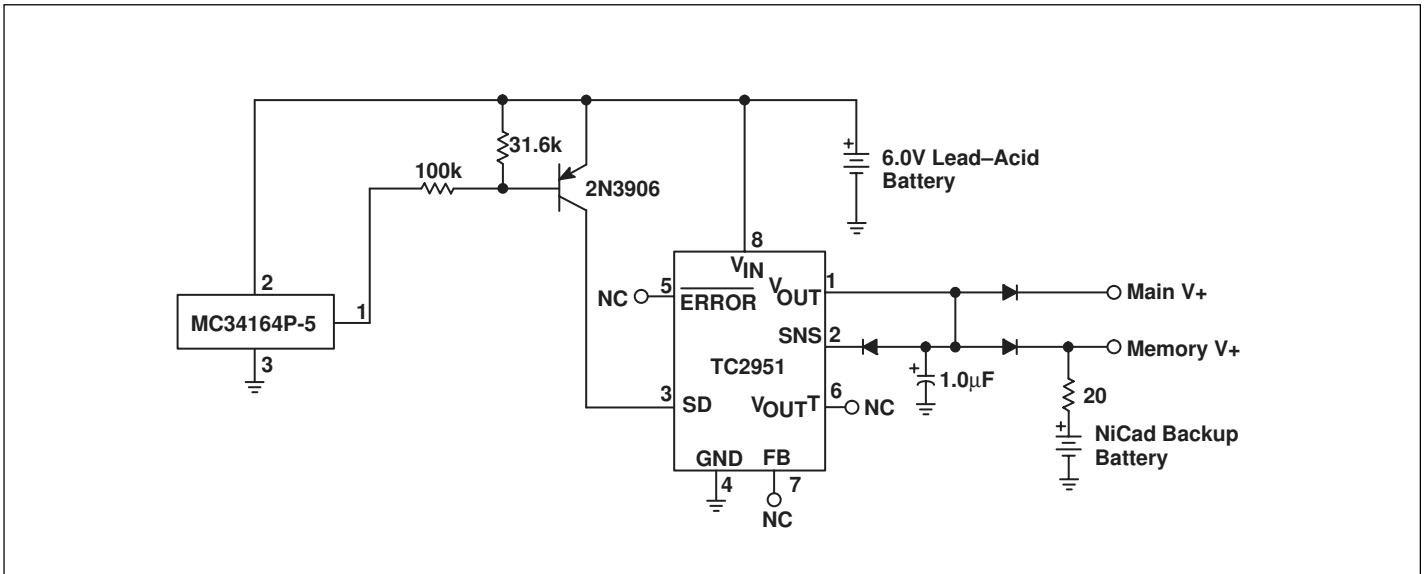 31.6k
100k
2N3906
6.0V Lead–Acid
Battery
2
MC34164P-5
1
3
8
VIN
5
NC
ERROR
VOUT
1
Main V+
SNS
2
TC2951
Memory V+
1.0µF
3
SD
VOUTT
6
NC
20
NiCad Backup
Battery
GND
FB
4
7
NC